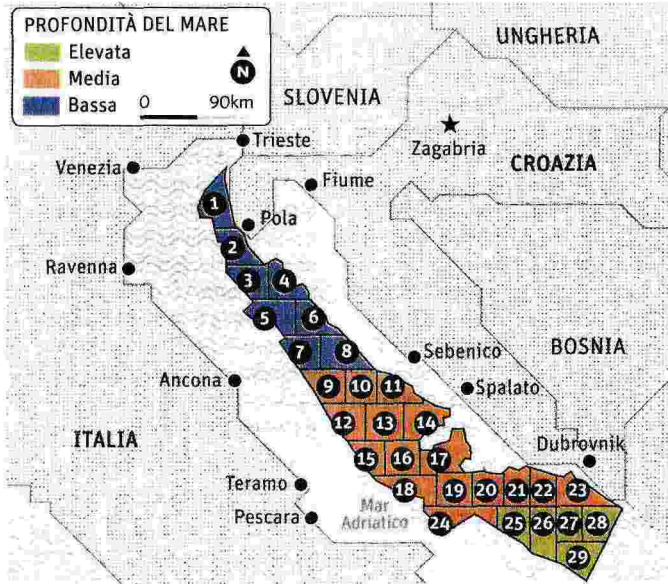 PROFONDITÀ DEL MARE
Elevata
Media
Bassa
N
0 90km
UNGHERIA
SLOVENIA
Trieste
Zagabria
Venezia
CROAZIA
Fiume
1
Pola
2
Ravenna
3 4
5 6
7 8
Sebenico
BOSNIA
Ancona
9 10 11
Spalato
12 13 14
ITALIA
Dubrovnik
15 16 17
Teramo
18 19 20 21 22 23
Mar
Adriatico
Pescara
24 25 26 27 28
29